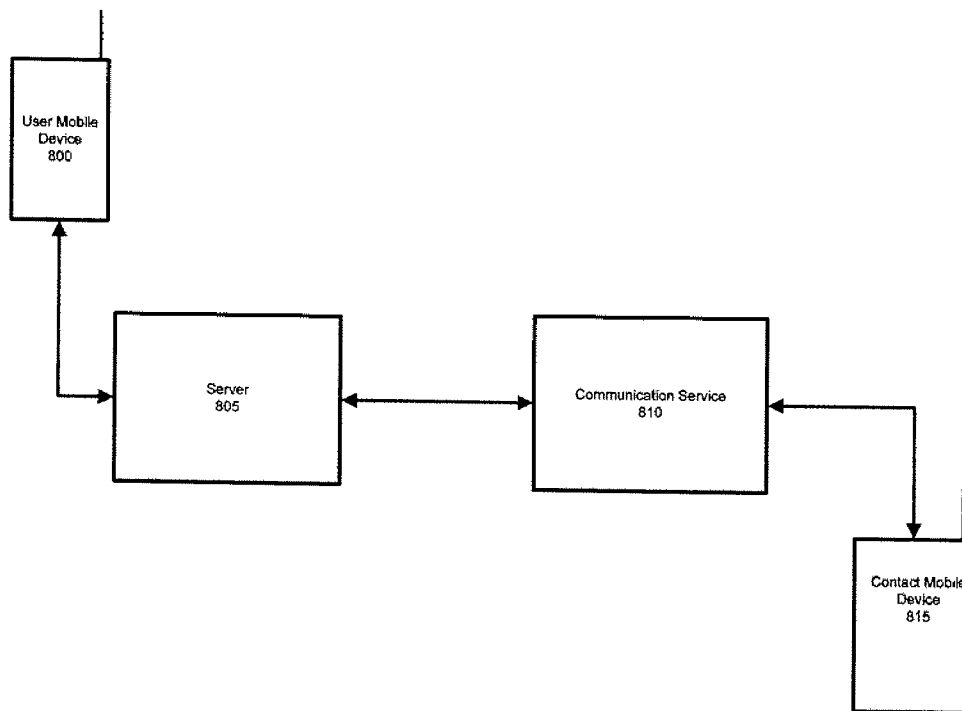 User Mobile
Device
800
Server
805
Communication Service
810
Contact Mobile
Device
815